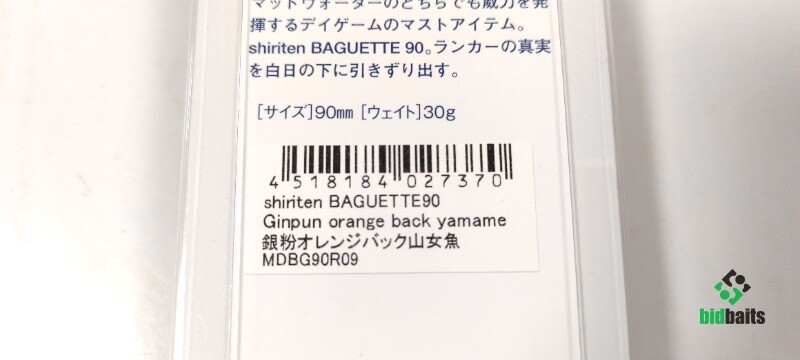 マッドウォーターのどちらでも威力を発
揮するデイゲームのマストアイテム。
shiriten BAGUETTE 90。ランカーの真実
を白日の下に引きずり出す。
[サイズ]90㎜ [ウェイト]30g
4 518184 027370
shiriten BAGUETTE90
Ginpun orange back yamame
銀粉オレンジバック山女魚
MDBG90R09
bidbaits